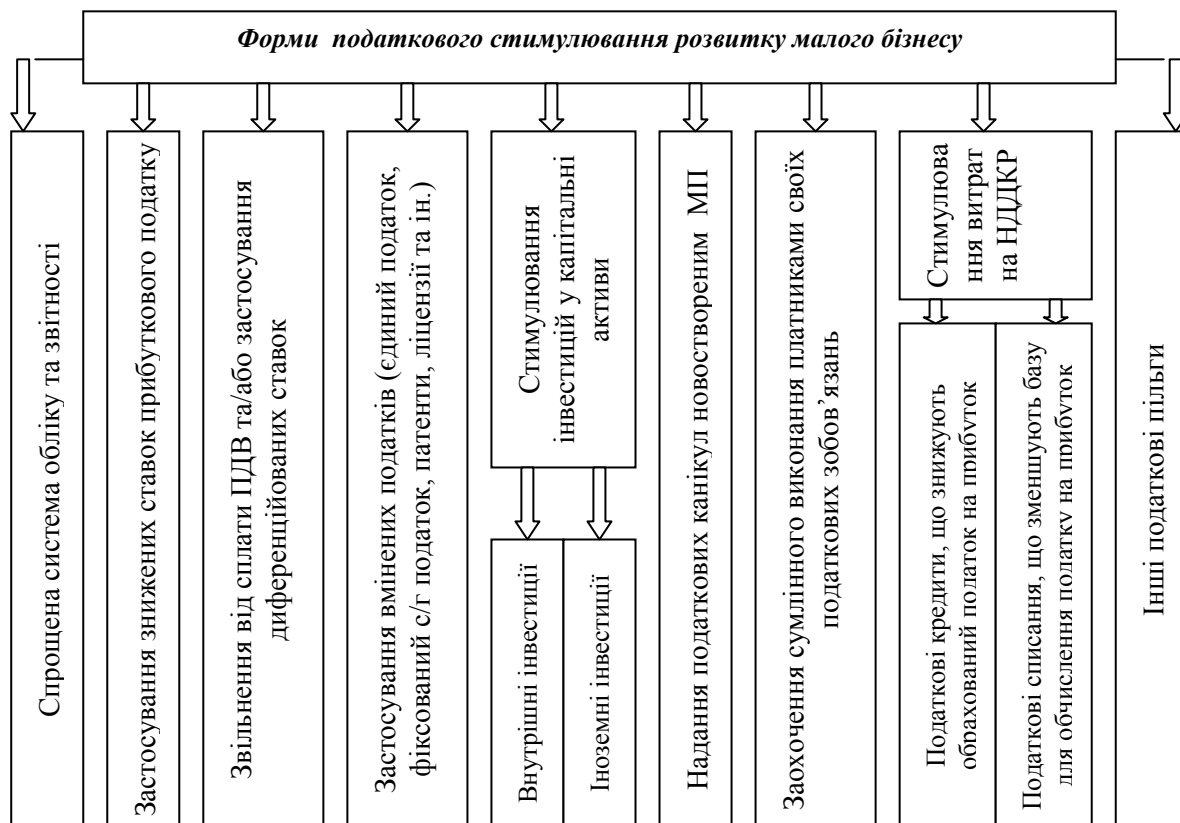 Форми податкового стимулювання розвитку малого бізнесу
Спрощена система обліку та звітності
Застосування знижених ставок прибуткового податку
Звільнення від сплати ПДВ та/або застосування
диференційованих ставок
Застосування вмінених податків (єдиний податок,
фіксований с/г податок, патенти, ліцензії та ін.)
Стимулювання
інвестицій у капітальні
активи
Внутрішні інвестиції
Іноземні інвестиції
Надання податкових канікул новоствореним МП
Заохочення сумлінного виконання платниками своїх
податкових зобов’язань
Стимулюва
ння витрат
на НДДКР
Податкові кредити, що знижують
обрахований податок на прибуток
Податкові списання, що зменшують базу
для обчислення податку на прибуток
Інші податкові пільги